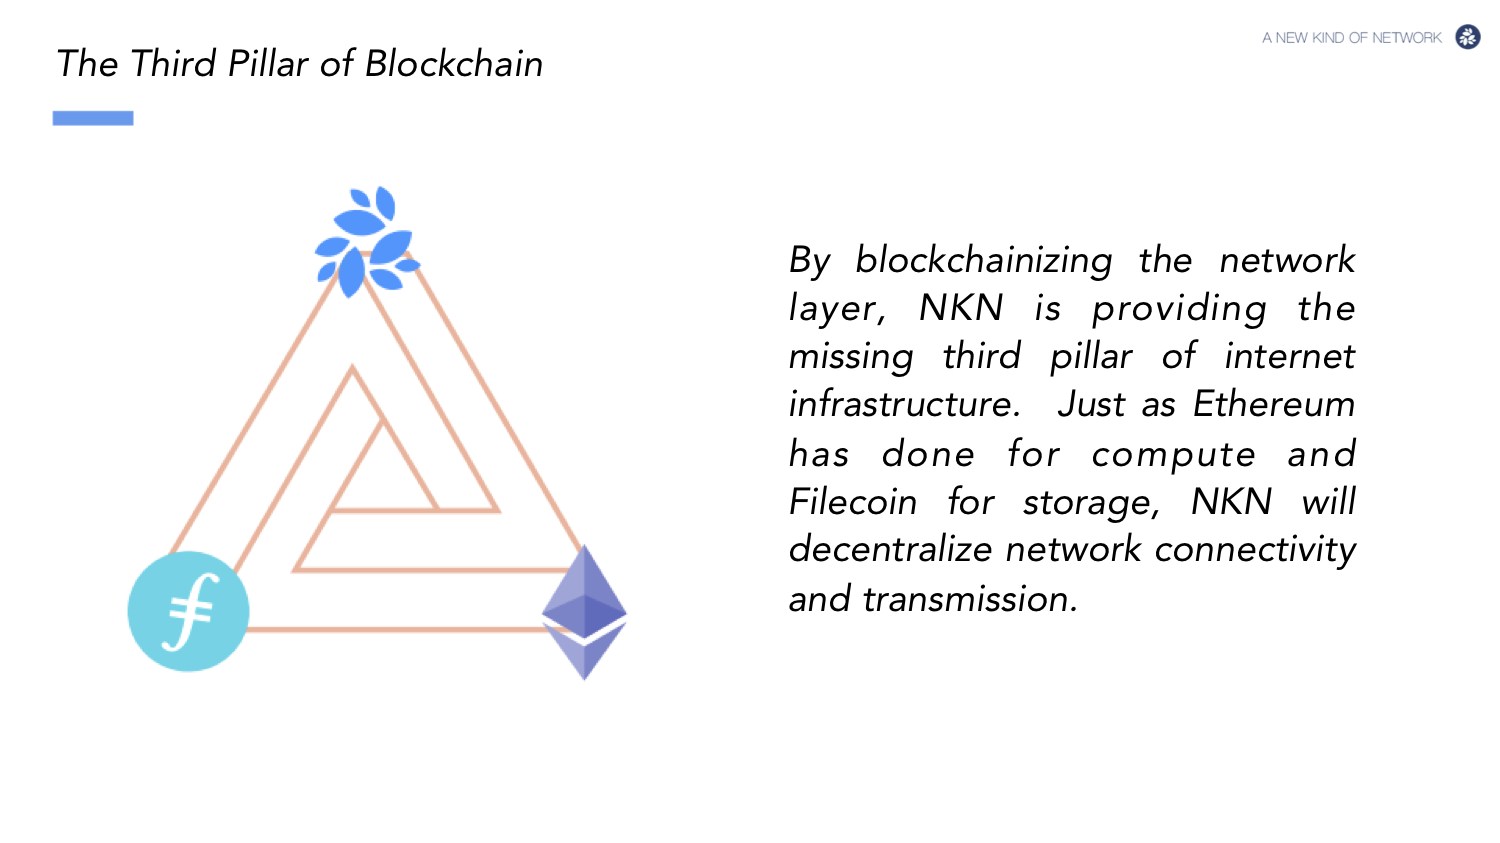 The Third Pillar of Blockchain
A NEW KIND OF NETWORK
By blockchainizing the network
layer, NKN is providing the
missing third pillar of internet
infrastructure. Just as Ethereum
has done for compute and
Filecoin for storage, NKN will
decentralize network connectivity
and transmission.